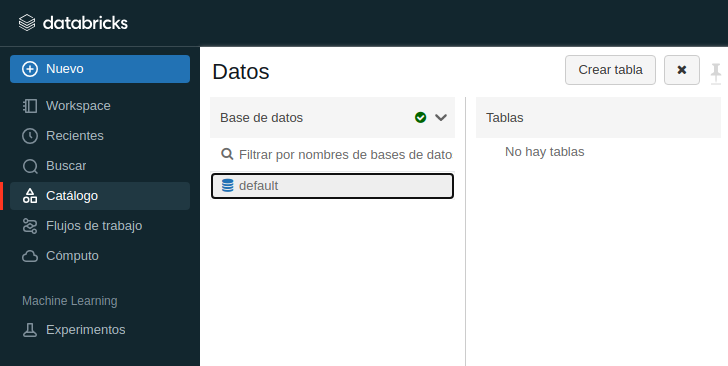 databricks
Nuevo
Workspace
Recientes
Buscar
Catálogo
Flujos de trabajo
Cómputo
Machine Learning
Experimentos
Datos
Crear tabla
Base de datos
Filtrar por nombres de bases de dato
default
Tablas
No hay tablas